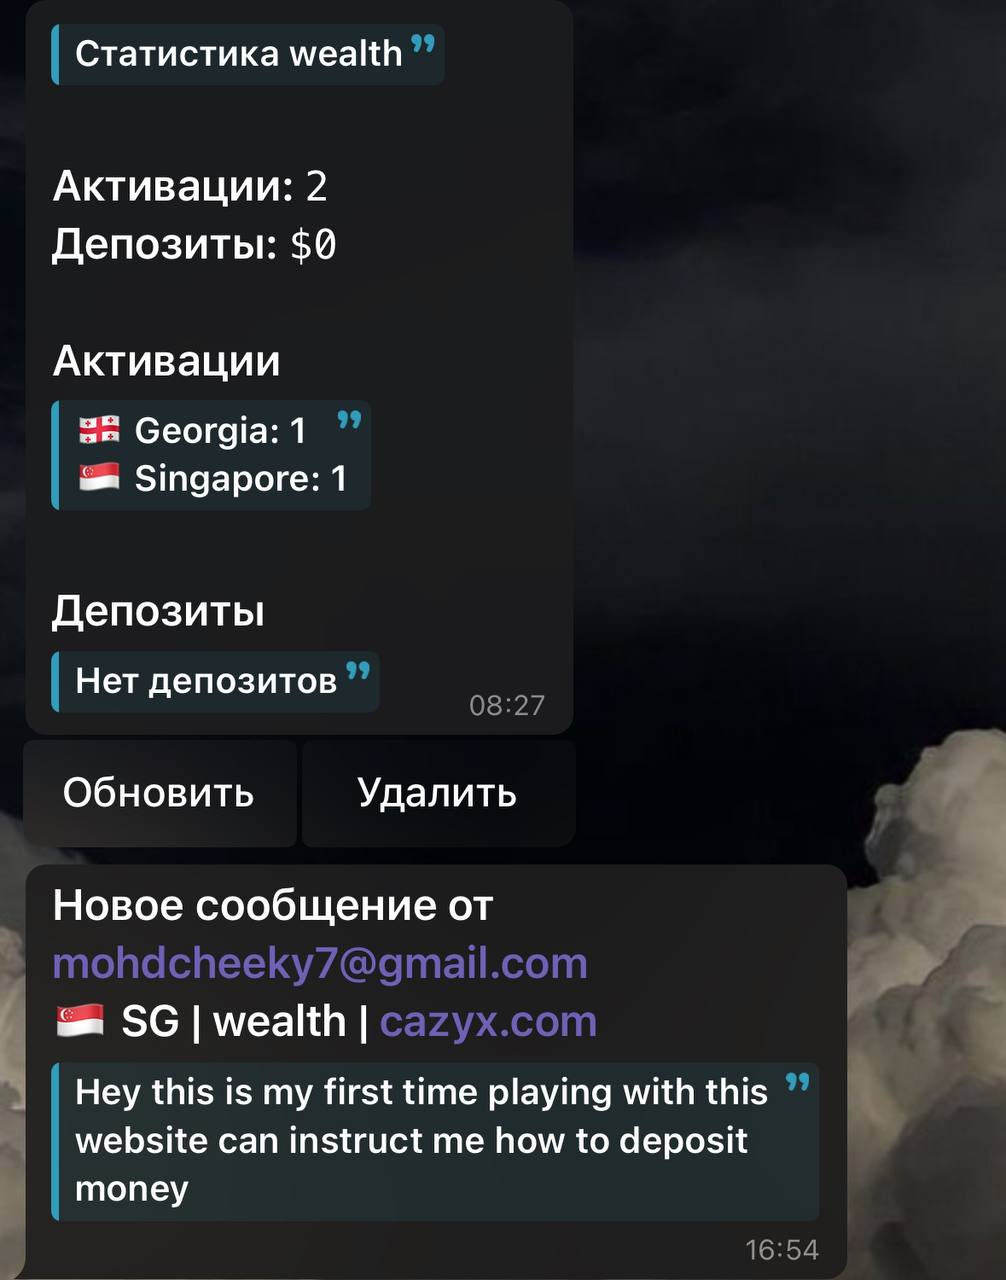 Статистика wealth
Активации: 2
Депозиты: $0
Активации
🇬🇪 Georgia: 1
🇸🇬 Singapore: 1
Депозиты
Нет депозитов
08:27
Обновить Удалить
Новое сообщение от
mohdcheeky7@gmail.com
🇸🇬 SG | wealth | cazyx.com
Hey this is my first time playing with this
website can instruct me how to deposit
money
16:54